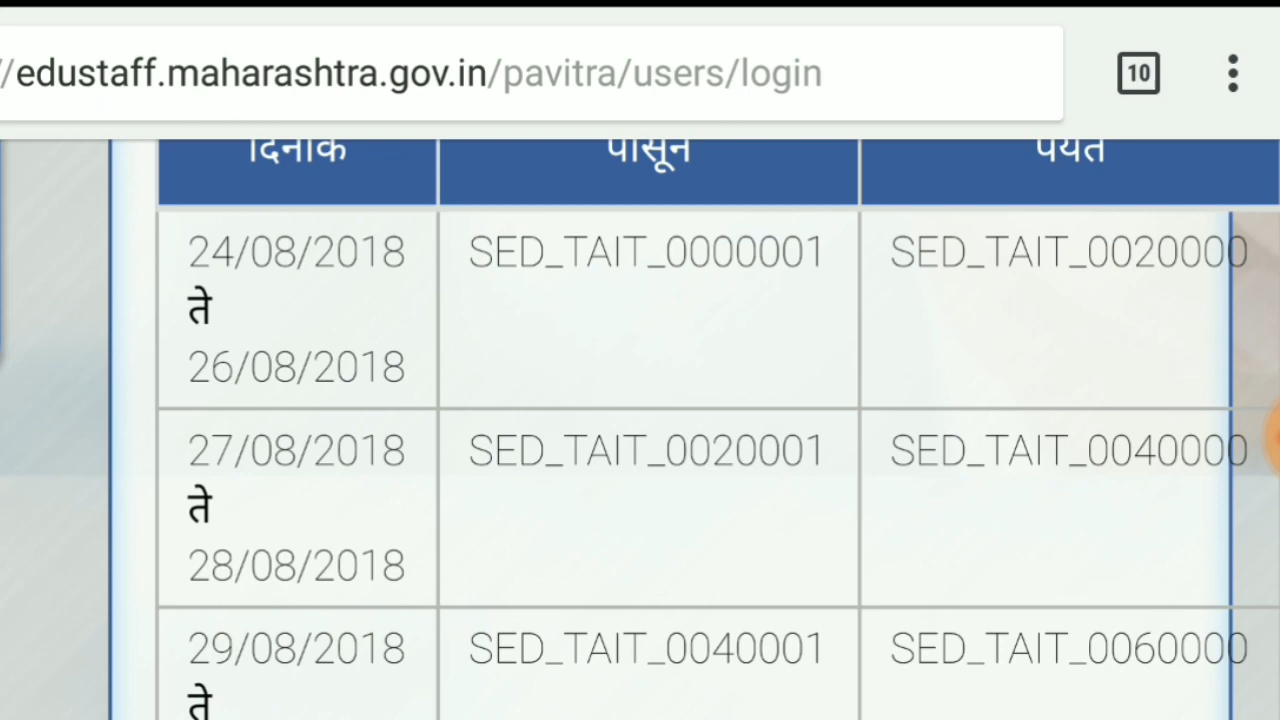 //edustaff.maharashtra.gov.in/pavitra/users/login
10
दिनांक पासून पर्यंत
24/08/2018 SED_TAIT_0000001 SED_TAIT_0020000
ते
26/08/2018
27/08/2018 SED_TAIT_0020001 SED_TAIT_0040000
ते
28/08/2018
29/08/2018 SED_TAIT_0040001 SED_TAIT_0060000
ते